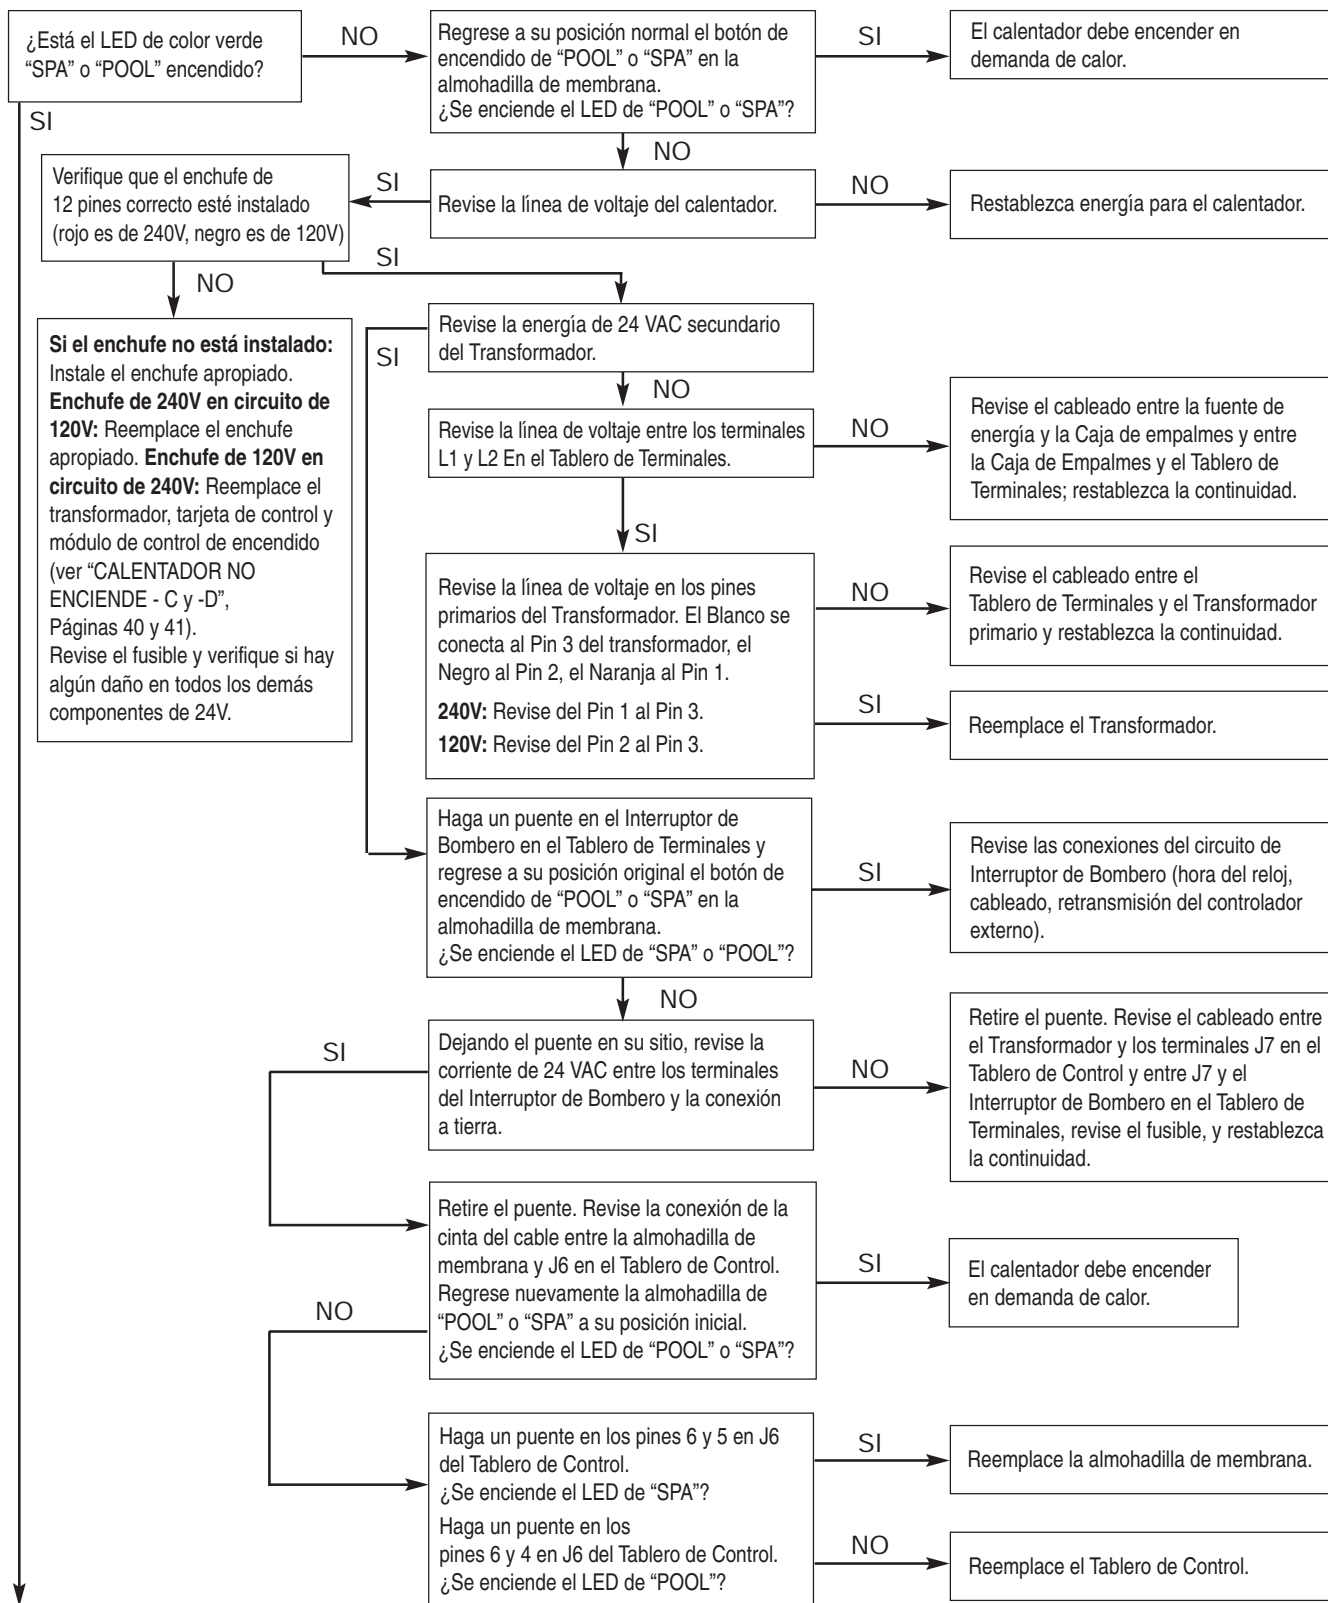 ¿Está el LED de color verde
“SPA” o “POOL” encendido?
NO
Regrese a su posición normal el botón de
encendido de “POOL” o “SPA” en la
almohadilla de membrana.
¿Se enciende el LED de “POOL” o “SPA”?
SI
El calentador debe encender en
demanda de calor.
SI
NO
Verifique que el enchufe de
12 pines correcto esté instalado
(rojo es de 240V, negro es de 120V)
SI
Revise la línea de voltaje del calentador.
NO
Restablezca energía para el calentador.
NO
SI
Si el enchufe no está instalado:
Instale el enchufe apropiado.
Enchufe de 240V en circuito de
120V: Reemplace el enchufe
apropiado. Enchufe de 120V en
circuito de 240V: Reemplace el
transformador, tarjeta de control y
módulo de control de encendido
(ver “CALENTADOR NO
ENCIENDE - C y -D”,
Páginas 40 y 41).
Revise el fusible y verifique si hay
algún daño en todos los demás
componentes de 24V.
SI
Revise la energía de 24 VAC secundario
del Transformador.
NO
Revise la línea de voltaje entre los terminales
L1 y L2 En el Tablero de Terminales.
NO
Revise el cableado entre la fuente de
energía y la Caja de empalmes y entre
la Caja de Empalmes y el Tablero de
Terminales; restablezca la continuidad.
SI
Revise la línea de voltaje en los pines
primarios del Transformador. El Blanco se
conecta al Pin 3 del transformador, el
Negro al Pin 2, el Naranja al Pin 1.
240V: Revise del Pin 1 al Pin 3.
120V: Revise del Pin 2 al Pin 3.
NO
Revise el cableado entre el
Tablero de Terminales y el Transformador
primario y restablezca la continuidad.
SI
Reemplace el Transformador.
Haga un puente en el Interruptor de
Bombero en el Tablero de Terminales y
regrese a su posición original el botón de
encendido de “POOL” o “SPA” en la
almohadilla de membrana.
¿Se enciende el LED de “SPA” o “POOL”?
SI
Revise las conexiones del circuito de
Interruptor de Bombero (hora del reloj,
cableado, retransmisión del controlador
externo).
NO
SI
Dejando el puente en su sitio, revise la
corriente de 24 VAC entre los terminales
del Interruptor de Bombero y la conexión
a tierra.
NO
Retire el puente. Revise el cableado entre
el Transformador y los terminales J7 en el
Tablero de Control y entre J7 y el
Interruptor de Bombero en el Tablero de
Terminales, revise el fusible, y restablezca
la continuidad.
Retire el puente. Revise la conexión de la
cinta del cable entre la almohadilla de
membrana y J6 en el Tablero de Control.
Regrese nuevamente la almohadilla de
“POOL” o “SPA” a su posición inicial.
¿Se enciende el LED de “POOL” o “SPA”?
SI
El calentador debe encender
en demanda de calor.
NO
Haga un puente en los pines 6 y 5 en J6
del Tablero de Control.
¿Se enciende el LED de “SPA”?
Haga un puente en los
pines 6 y 4 en J6 del Tablero de Control.
¿Se enciende el LED de “POOL”?
SI
Reemplace la almohadilla de membrana.
NO
Reemplace el Tablero de Control.